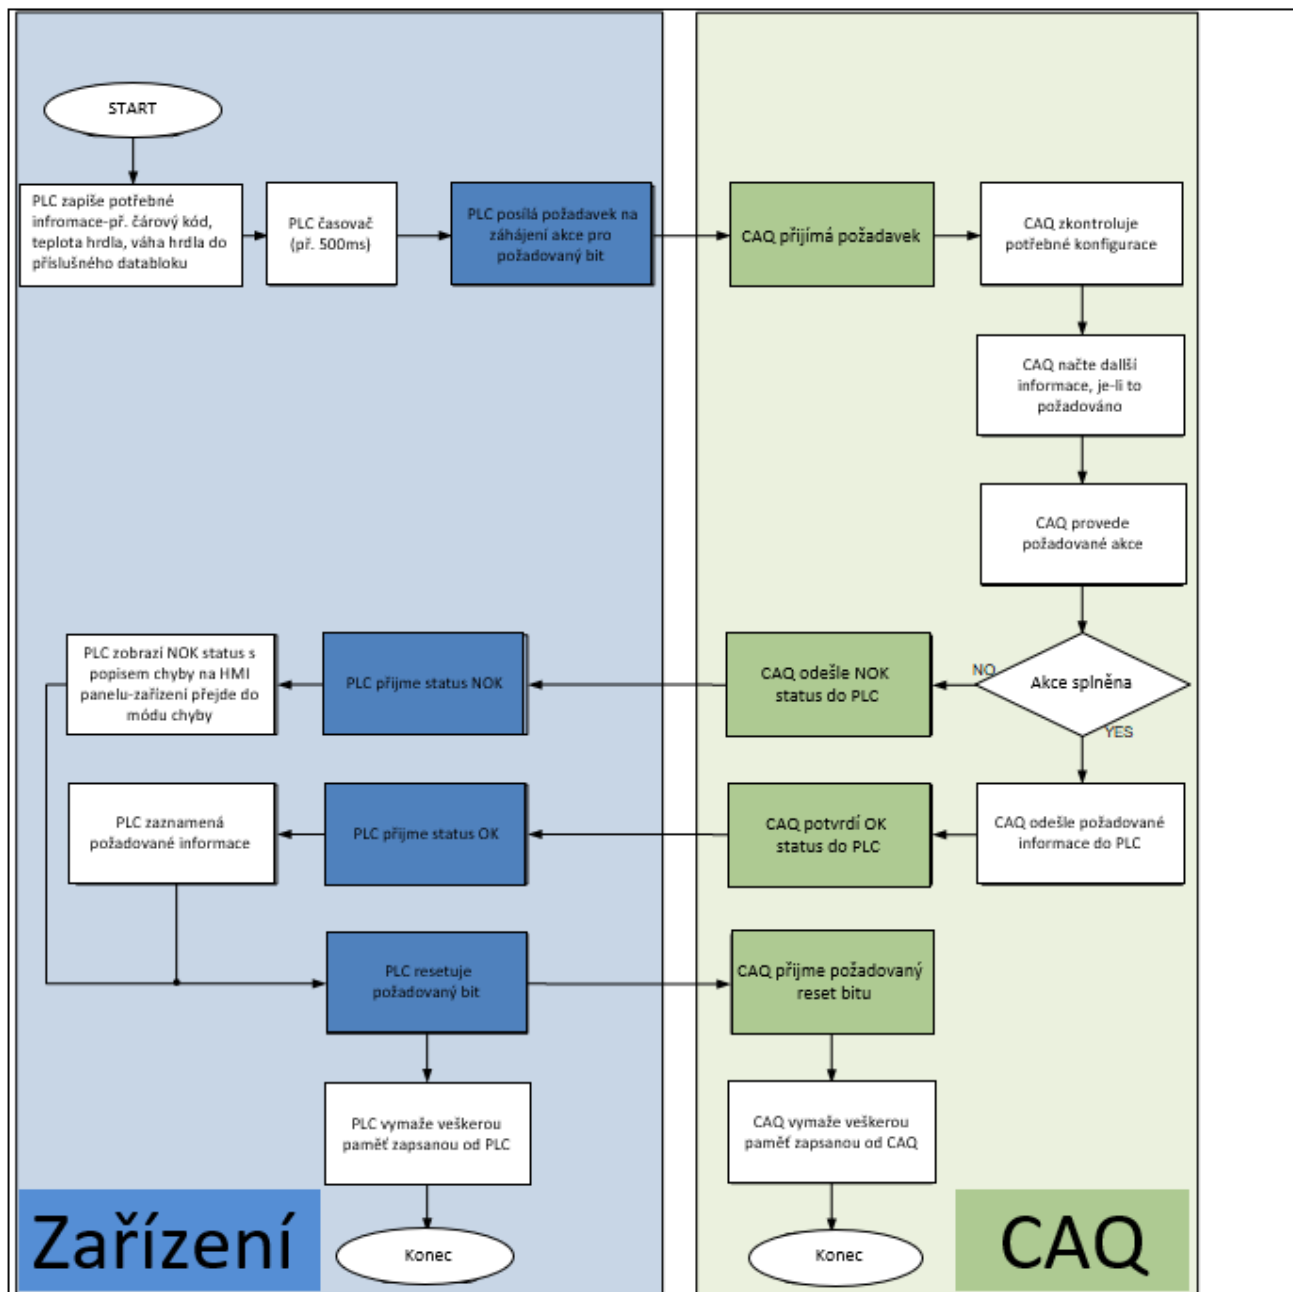 START
PLC zapíše potřebné
infromace-př. čárový kód,
teplota hrdla, váha hrdla do
příslušného databloku
PLC časovač
(př. 500ms)
PLC posílá požadavek na
záhájení akce pro
požadovaný bit
CAQ přijímá požadavek
CAQ zkontroluje
potřebné konfigurace
CAQ načte dallší
informace, je-li to
požadováno
CAQ provede
požadované akce
Akce splněna
NO
YES
CAQ odešle NOK
status do PLC
PLC přijme status NOK
PLC zobrazí NOK status s
popisem chyby na HMI
panelu-zařízení přejde do
módu chyby
CAQ odešle požadované
informace do PLC
CAQ potvrdí OK
status do PLC
PLC přijme status OK
PLC zaznamená
požadované informace
PLC resetuje
požadovaný bit
CAQ přijme požadovaný
reset bitu
PLC vymaže veškerou
paměť zapsanou od PLC
CAQ vymaže veškerou
paměť zapsanou od CAQ
Konec
Konec
Zařízení
CAQ